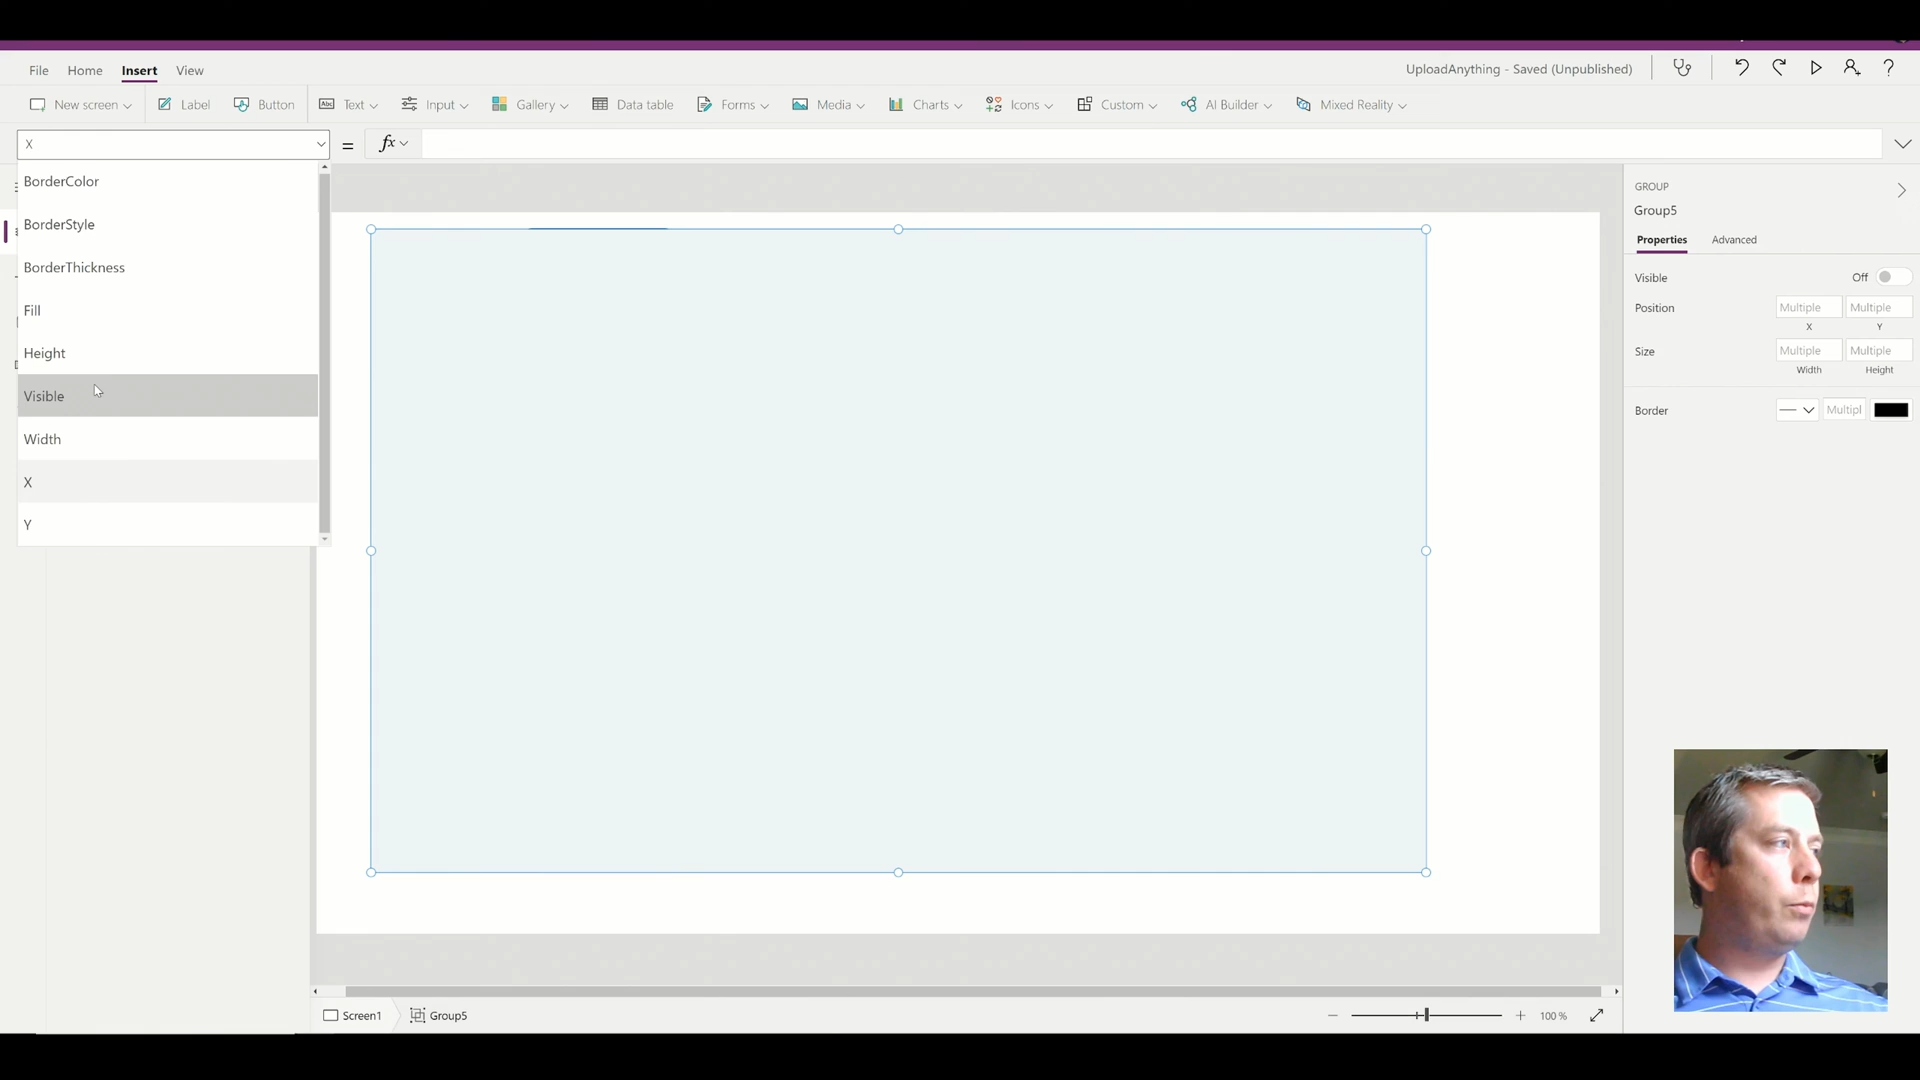 File Home Insert View UploadAnything - Saved (Unpublished) ?
New screen Label Button Abc Text Input Gallery Data table Forms Media Charts Icons Custom AI Builder Mixed Reality
X = fx
BorderColor
BorderStyle
BorderThickness
Fill
Height
Visible
Width
X
Y
GROUP
Group5
Properties Advanced
Visible Off
Position Multiple Multiple
X Y
Size Multiple Multiple
Width Height
Border Multipl
Screen1 Group5 100 %